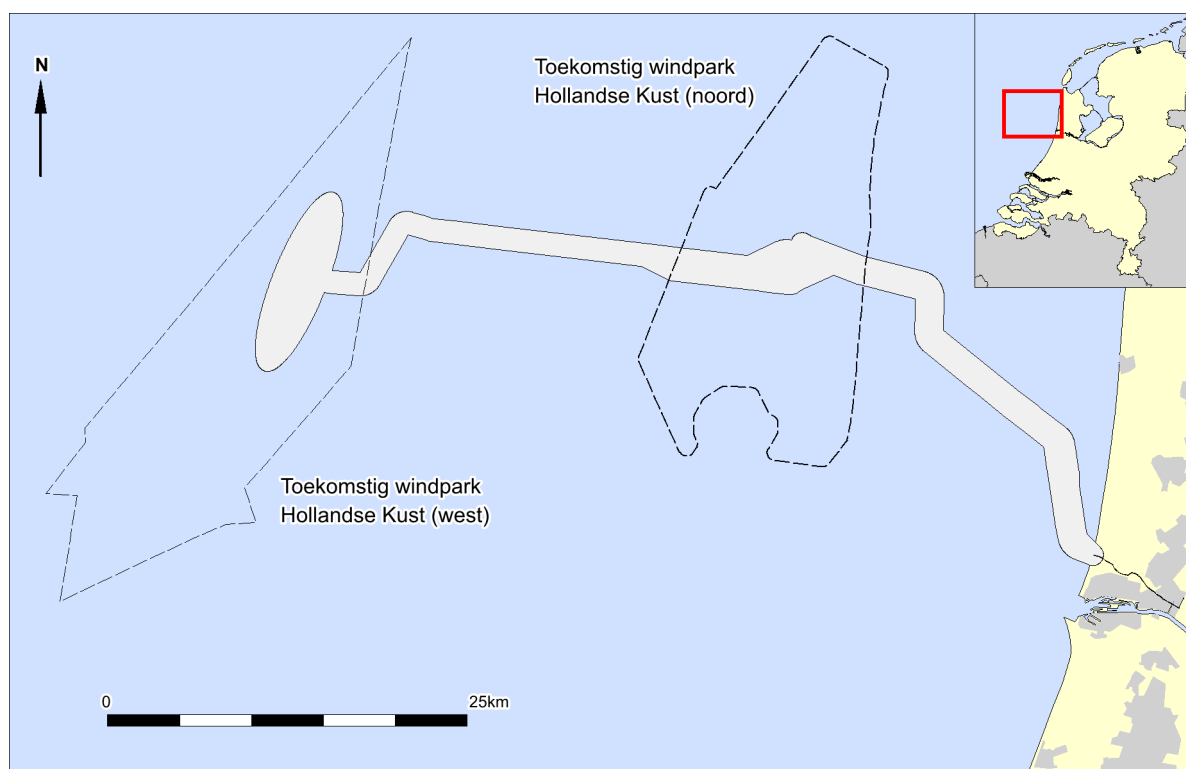 N
Toekomstig windpark
Hollandse Kust (noord)
Toekomstig windpark
Hollandse Kust (west)
0
25km